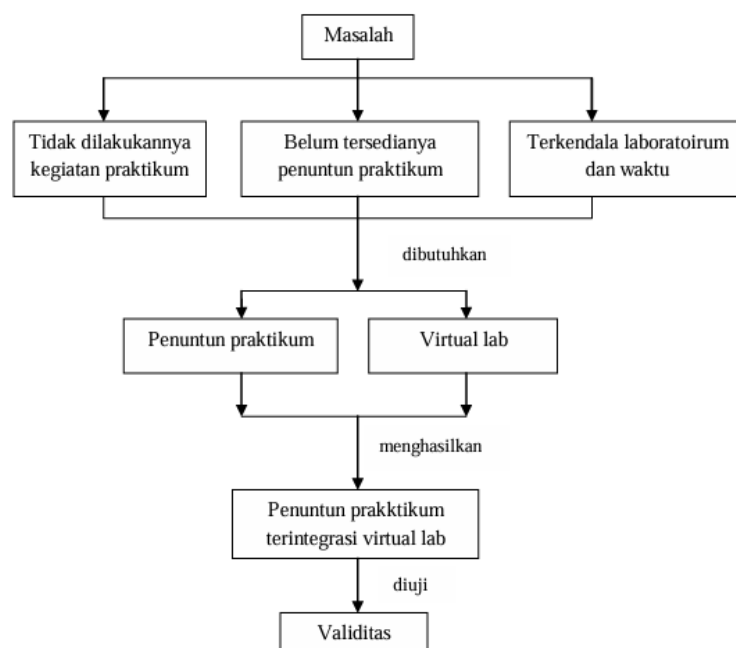 Masalah
Tidak dilakukannya
kegiatan praktikum
Belum tersedianya
penuntun praktikum
Terkendala laboratoirum
dan waktu
dibutuhkan
Penuntun praktikum
Virtual lab
menghasilkan
Penuntun prakktikum
terintegrasi virtual lab
diuji
Validitas